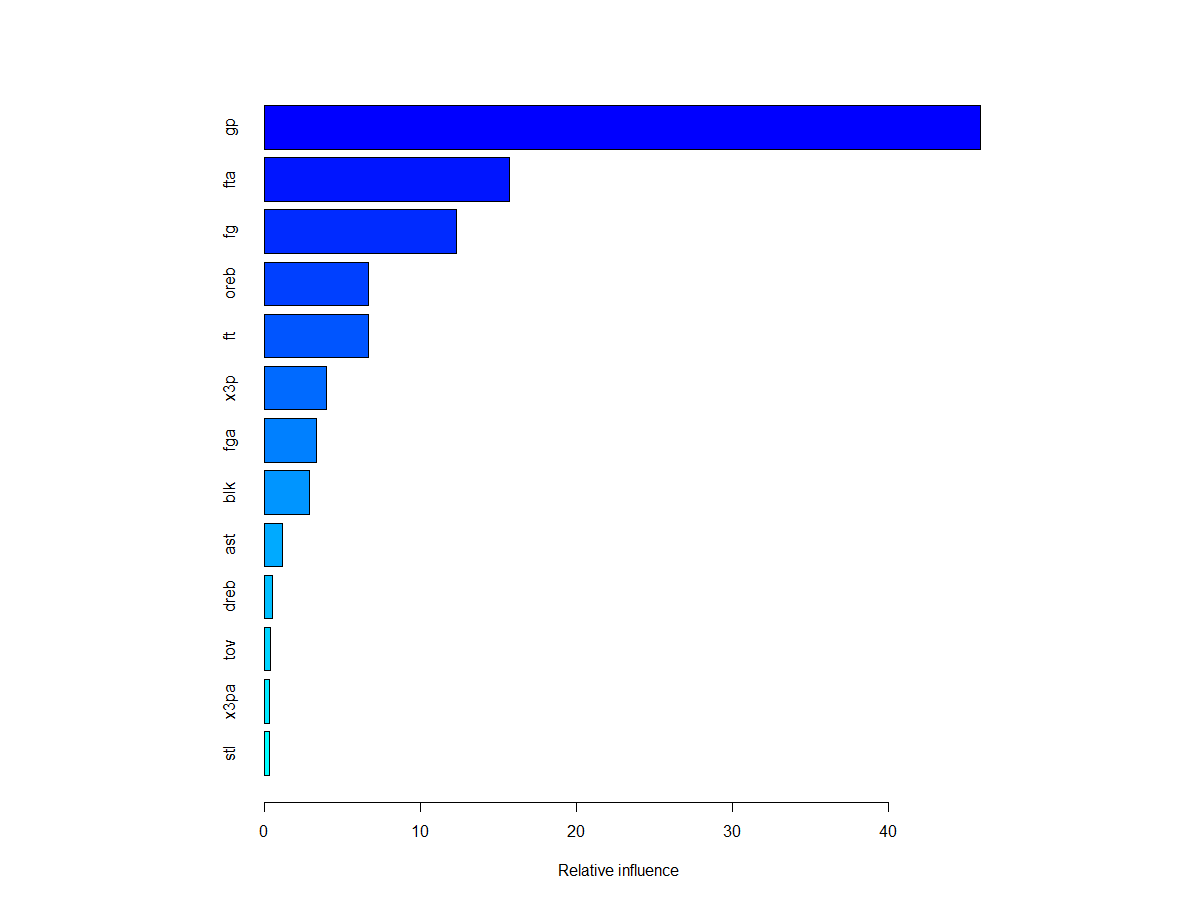 gp
fta
fg
oreb
ft
x3p
fga
blk
ast
dreb
tov
x3pa
stl
0 10 20 30 40
Relative influence